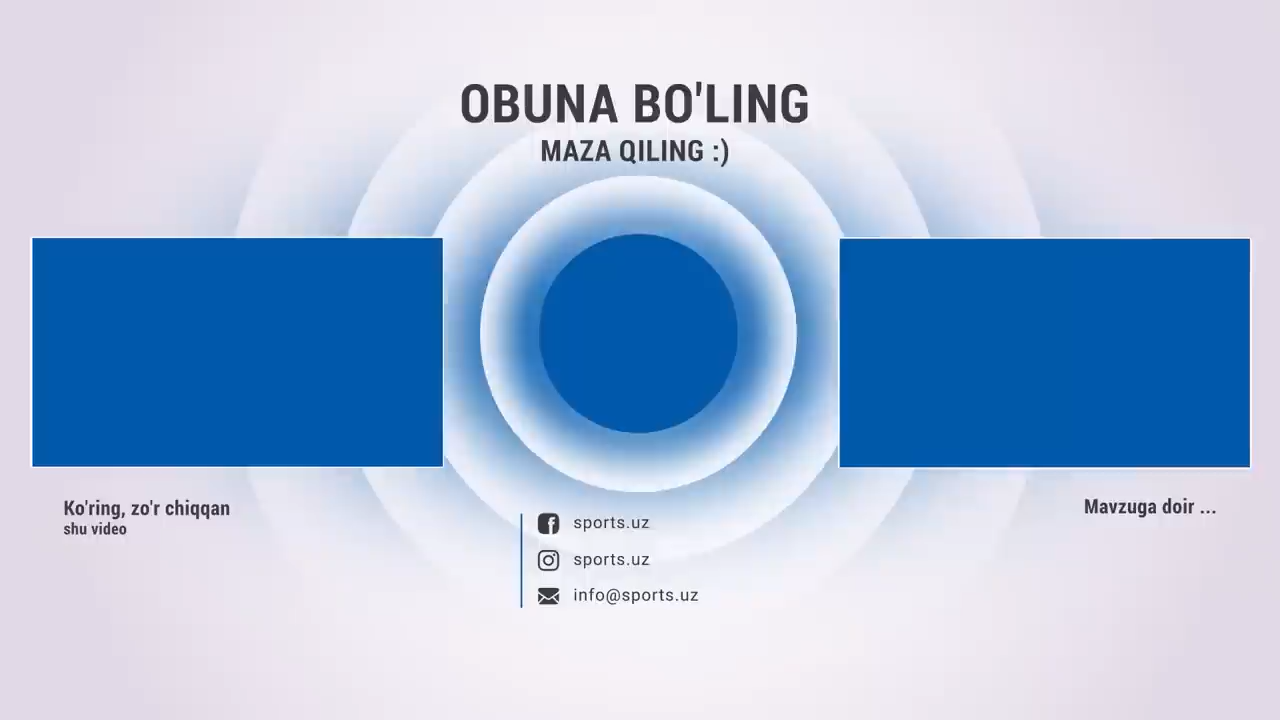 OBUNA BO'LING
MAZA QILING :)
Ko'ring, zo'r chiqqan
shu video
Mavzuga doir ...
sports.uz
sports.uz
info@sports.uz